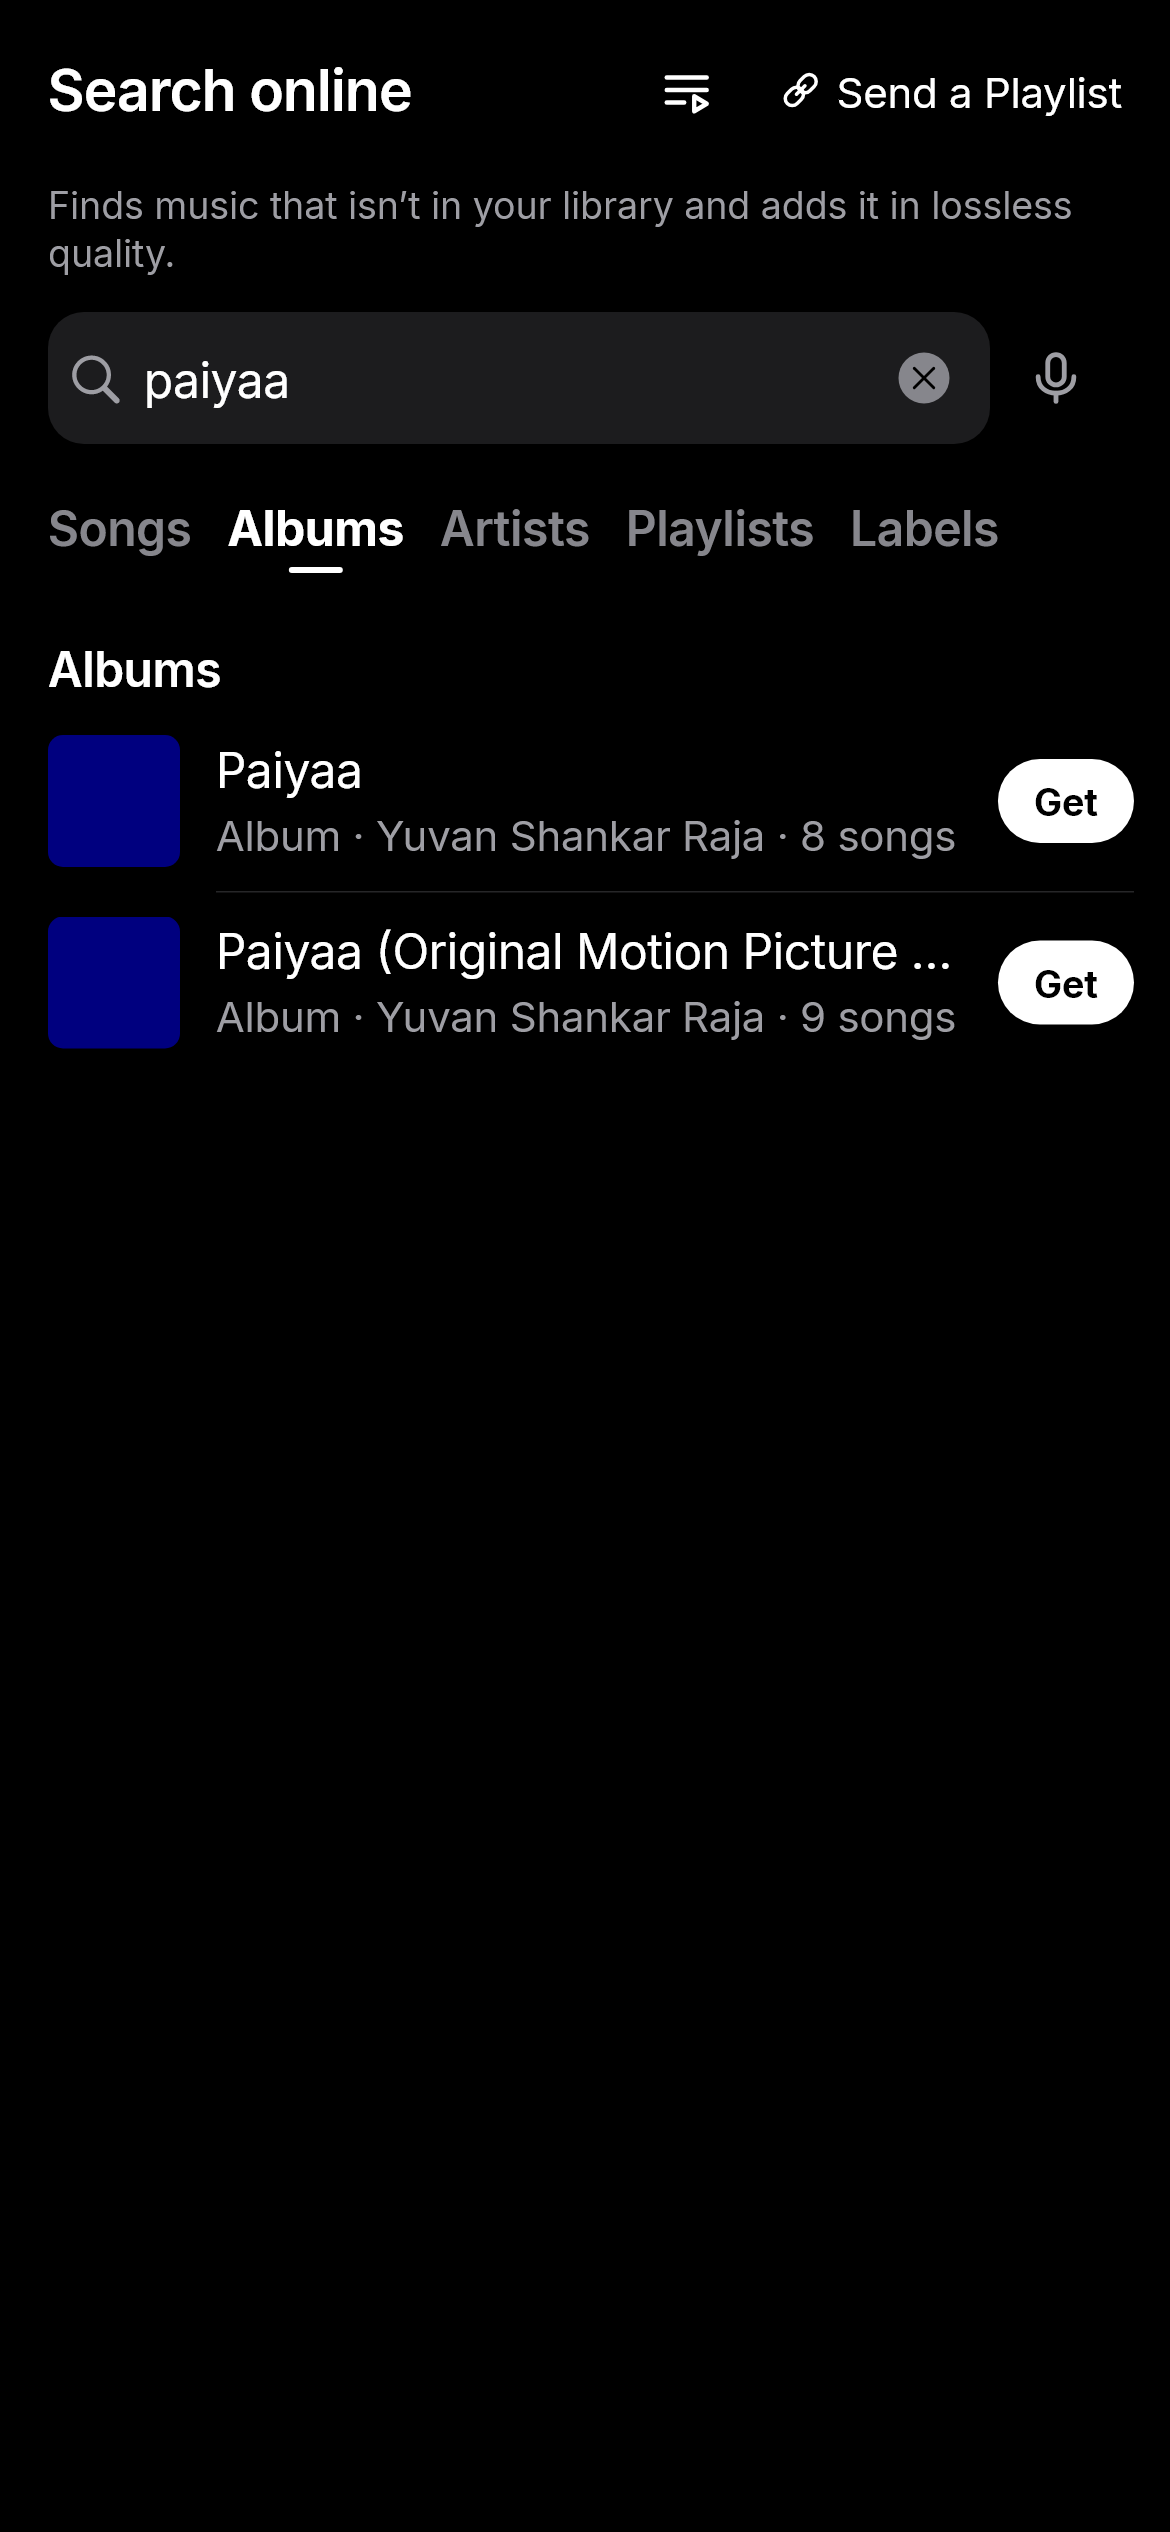 Search online
Send a Playlist
Finds music that isn’t in your library and adds it in lossless
quality.
paiyaa
Songs Albums Artists Playlists Labels
Albums
Paiyaa
Album · Yuvan Shankar Raja · 8 songs
Get
Paiyaa (Original Motion Picture ...
Album · Yuvan Shankar Raja · 9 songs
Get